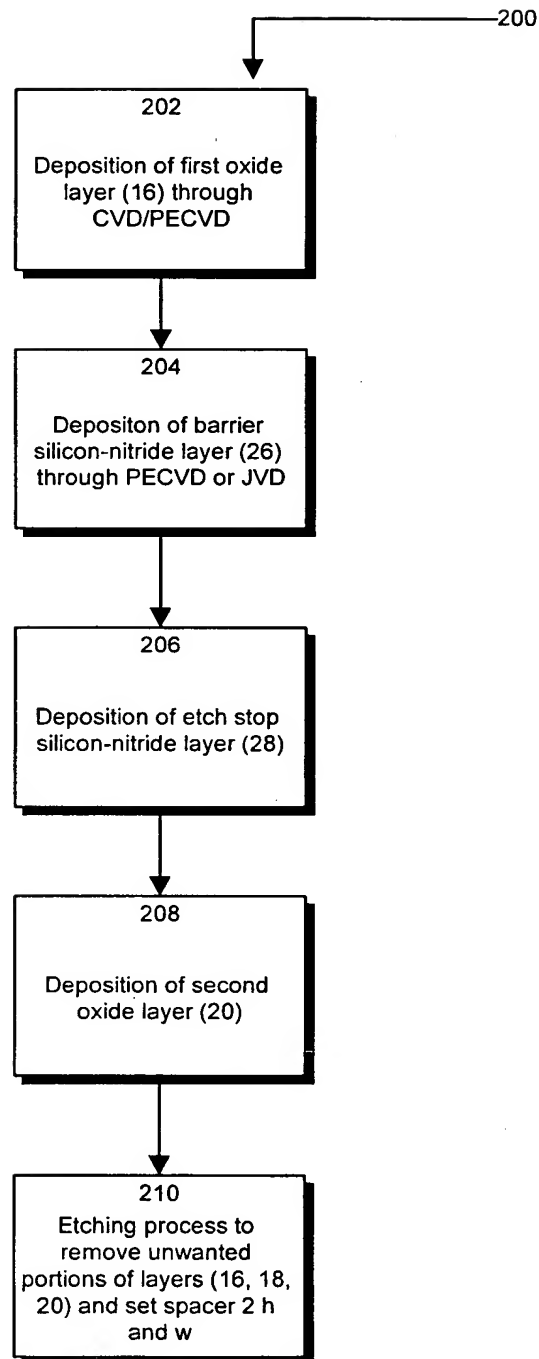 200
202
Deposition of first oxide
layer (16) through
CVD/PECVD
204
Depositon of barrier
silicon-nitride layer (26)
through PECVD or JVD
206
Deposition of etch stop
silicon-nitride layer (28)
208
Deposition of second
oxide layer (20)
210
Etching process to
remove unwanted
portions of layers (16, 18,
20) and set spacer 2 h
and w